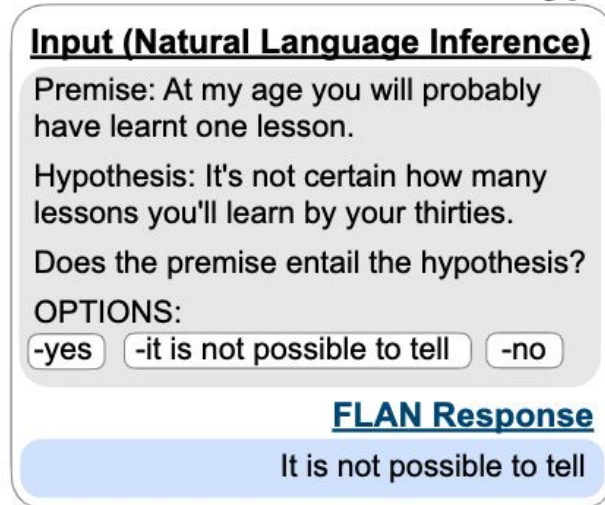 Input (Natural Language Inference)
Premise: At my age you will probably
have learnt one lesson.
Hypothesis: It's not certain how many
lessons you'll learn by your thirties.
Does the premise entail the hypothesis?
OPTIONS:
-yes -it is not possible to tell -no
FLAN Response
It is not possible to tell